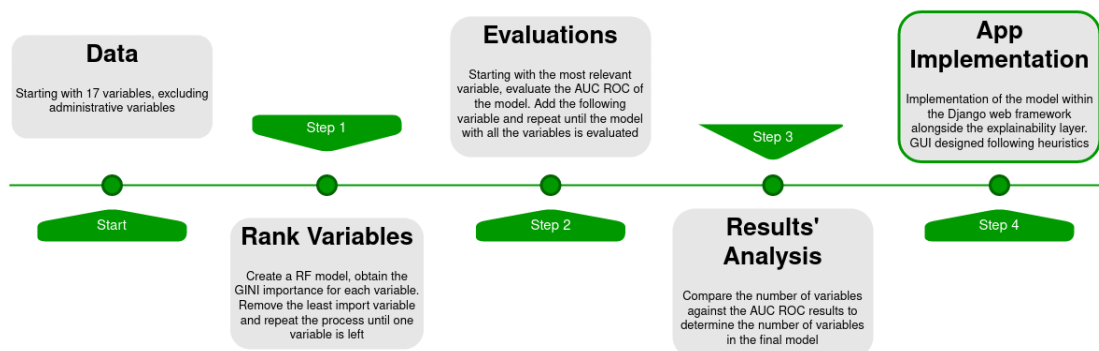 Data
Starting with 17 variables, excluding
administrative variables
Start
Step 1
Rank Variables
Create a RF model, obtain the
GINI importance for each variable.
Remove the least import variable
and repeat the process until one
variable is left
Evaluations
Starting with the most relevant
variable, evaluate the AUC ROC of
the model. Add the following
variable and repeat until the model
with all the variables is evaluated
Step 2
Step 3
Results'
Analysis
Compare the number of variables
against the AUC ROC results to
determine the number of variables
in the final model
App
Implementation
Implementation of the model within
the Django web framework
alongside the explainability layer.
GUI designed following heuristics
Step 4